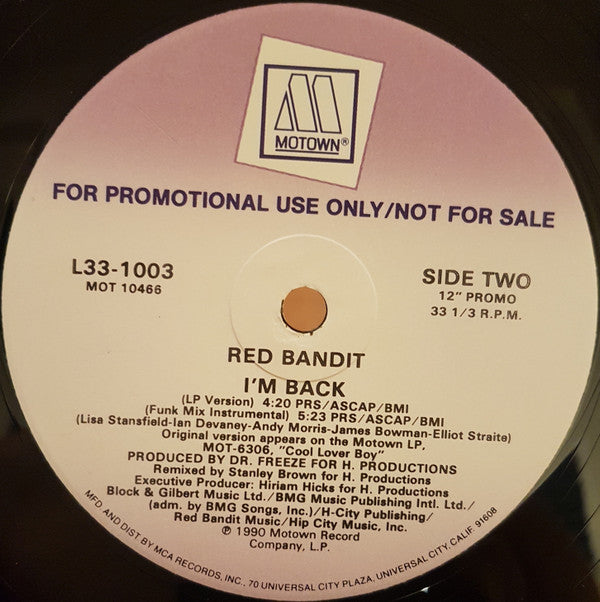 MOTOWN®
FOR PROMOTIONAL USE ONLY/NOT FOR SALE
L33-1003
MOT 10466
SIDE TWO
12" PROMO
33 1/3 R.P.M.
RED BANDIT
I'M BACK
(LP Version) 4:20 PRS/ASCAP/BMI
(Funk Mix Instrumental) 5:23 PRS/ASCAP/BMI
(Lisa Stansfield-Ian Devaney-Andy Morris-James Bowman-Elliot Straite)
Original version appears on the Motown LP,
MOT-6306, "Cool Lover Boy"
PRODUCED BY DR. FREEZE FOR H. PRODUCTIONS
Remixed by Stanley Brown for H. Productions
Executive Producer: Hiriam Hicks for H. Productions
Block & Gilbert Music Ltd./BMG Music Publishing Intl. Ltd./
(adm. by BMG Songs, Inc.)/H-City Publishing/
Red Bandit Music/Hip City Music, Inc.
℗ 1990 Motown Record
Company, L.P.
MFD. AND DIST BY MCA RECORDS, INC., 70 UNIVERSAL CITY PLAZA, UNIVERSAL CITY, CALIF. 91608